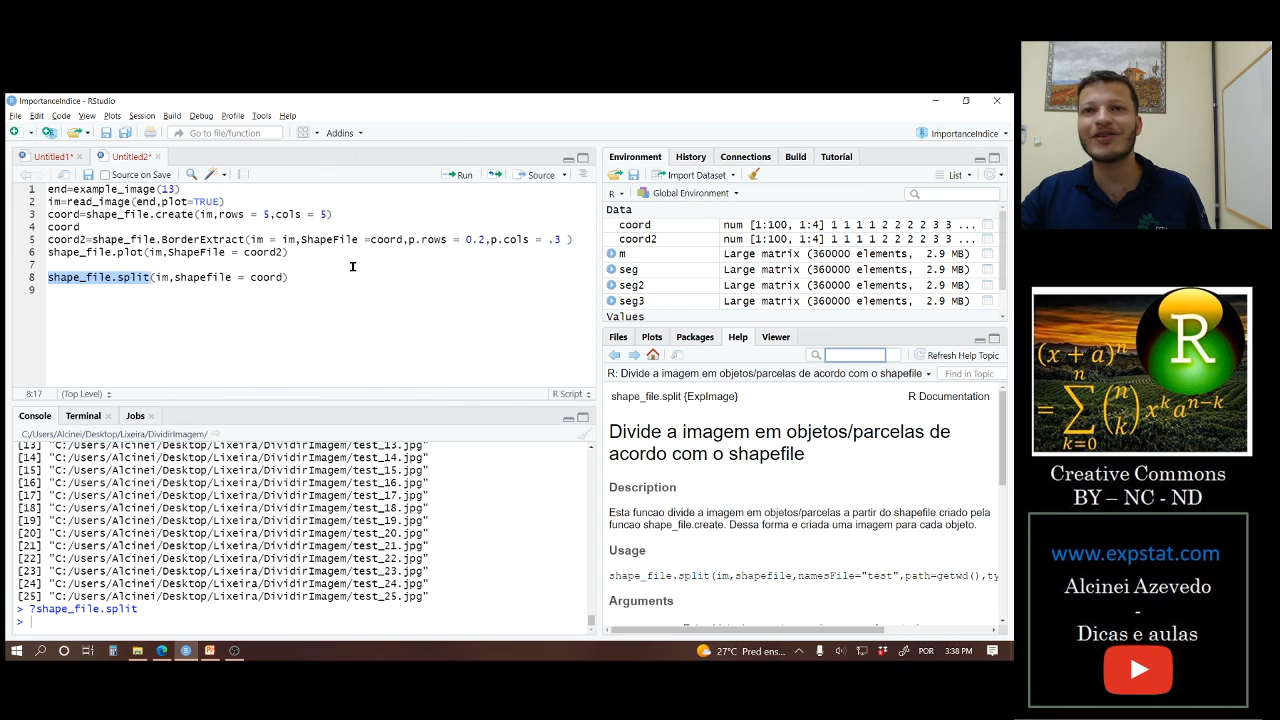 ImportanceIndice - RStudio
File Edit Code View Plots Session Build Debug Profile Tools Help
Go to file/function
Addins
ImportanceIndice
Untitled1*
Untitled2*
Source on Save
Run
Source
1 end=example_image(13)
2 im=read_image(end,plot=TRUE)
3 coord=shape_file.create(im,rows = 5,cols = 5)
4 coord
5 coord2=shape_file.BorderExtract(im = im,ShapeFile =coord,p.rows = 0.2,p.cols = .3 )
6 shape_file.plot(im,ShapeFile = coord2)
7
8 shape_file.split(im,shapefile = coord)
9
8:17 (Top Level) R Script
Console Terminal Jobs
C:/Users/Alcinei/Desktop/Lixeira/DividirImagem/
[13] "C:/Users/Alcinei/Desktop/Lixeira/DividirImagem/test_13.jpg"
[14] "C:/Users/Alcinei/Desktop/Lixeira/DividirImagem/test_14.jpg"
[15] "C:/Users/Alcinei/Desktop/Lixeira/DividirImagem/test_15.jpg"
[16] "C:/Users/Alcinei/Desktop/Lixeira/DividirImagem/test_16.jpg"
[17] "C:/Users/Alcinei/Desktop/Lixeira/DividirImagem/test_17.jpg"
[18] "C:/Users/Alcinei/Desktop/Lixeira/DividirImagem/test_18.jpg"
[19] "C:/Users/Alcinei/Desktop/Lixeira/DividirImagem/test_19.jpg"
[20] "C:/Users/Alcinei/Desktop/Lixeira/DividirImagem/test_20.jpg"
[21] "C:/Users/Alcinei/Desktop/Lixeira/DividirImagem/test_21.jpg"
[22] "C:/Users/Alcinei/Desktop/Lixeira/DividirImagem/test_22.jpg"
[23] "C:/Users/Alcinei/Desktop/Lixeira/DividirImagem/test_23.jpg"
[24] "C:/Users/Alcinei/Desktop/Lixeira/DividirImagem/test_24.jpg"
[25] "C:/Users/Alcinei/Desktop/Lixeira/DividirImagem/test_25.jpg"
> ?shape_file.split
>
Environment History Connections Build Tutorial
Import Dataset
List
R Global Environment
Data
coord num [1:100, 1:4] 1 1 1 2 2 2 3 3 ...
coord2 num [1:100, 1:4] 1 1 1 2 2 2 3 3 ...
m Large matrix (360000 elements, 2.9 MB)
seg Large matrix (360000 elements, 2.9 MB)
seg2 Large matrix (360000 elements, 2.9 MB)
seg3 Large matrix (360000 elements, 2.9 MB)
Values
Files Plots Packages Help Viewer
Refresh Help Topic
R: Divide a imagem em objetos/parcelas de acordo com o shapefile
Find in Topic
shape_file.split {ExpImage} R Documentation
Divide a imagem em objetos/parcelas de
acordo com o shapefile
Description
Esta funcao divide a imagem em objetos/parcelas a partir do shapefile criado pela
funcao shape_file.create. Dessa forma e criada uma imagem para cada objeto.
Usage
shape_file.split(im,shapefile,namesFile="test",path=getwd(),ty
Arguments
27°C Pred ens... POR 3:38 PM
(x + a)ⁿ
= ∑ⁿₖ₌₀ (ⁿₖ) xᵏaⁿ⁻ᵏ
R
Creative Commons
BY – NC - ND
www.expstat.com
Alcinei Azevedo
-
Dicas e aulas